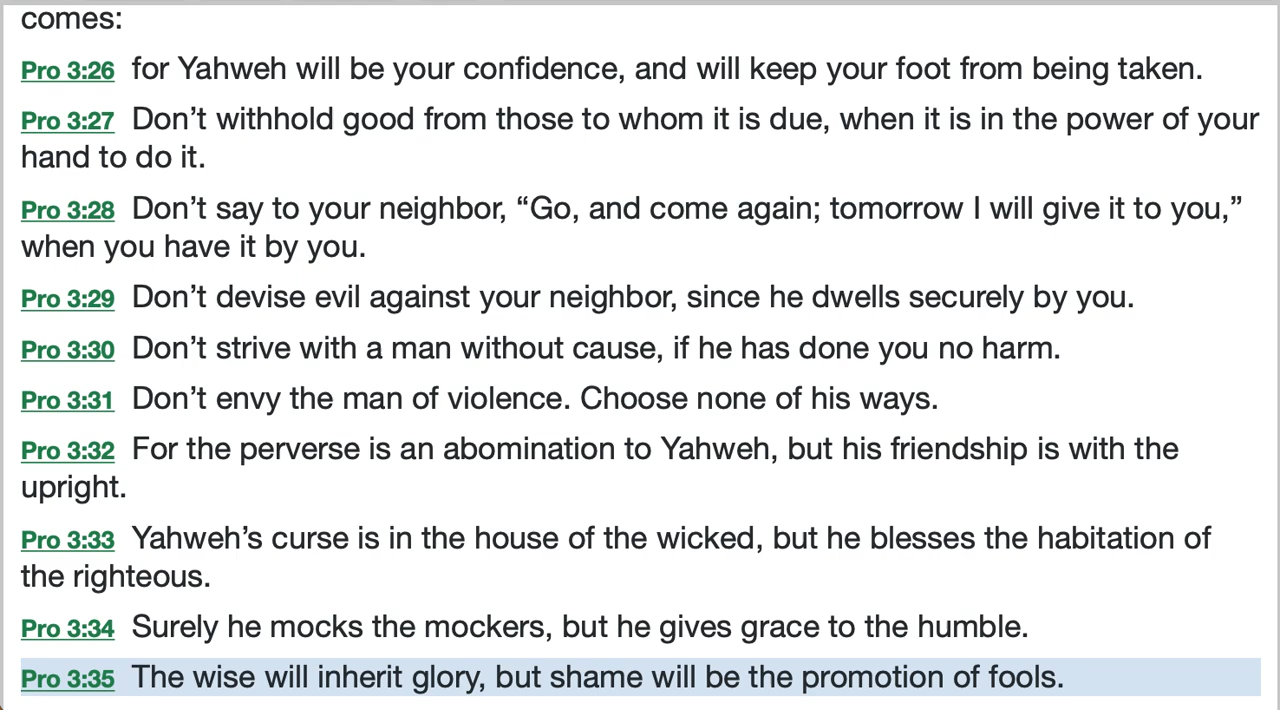 comes:
Pro 3:26 for Yahweh will be your confidence, and will keep your foot from being taken.
Pro 3:27 Don’t withhold good from those to whom it is due, when it is in the power of your
hand to do it.
Pro 3:28 Don’t say to your neighbor, “Go, and come again; tomorrow I will give it to you,”
when you have it by you.
Pro 3:29 Don’t devise evil against your neighbor, since he dwells securely by you.
Pro 3:30 Don’t strive with a man without cause, if he has done you no harm.
Pro 3:31 Don’t envy the man of violence. Choose none of his ways.
Pro 3:32 For the perverse is an abomination to Yahweh, but his friendship is with the
upright.
Pro 3:33 Yahweh’s curse is in the house of the wicked, but he blesses the habitation of
the righteous.
Pro 3:34 Surely he mocks the mockers, but he gives grace to the humble.
Pro 3:35 The wise will inherit glory, but shame will be the promotion of fools.